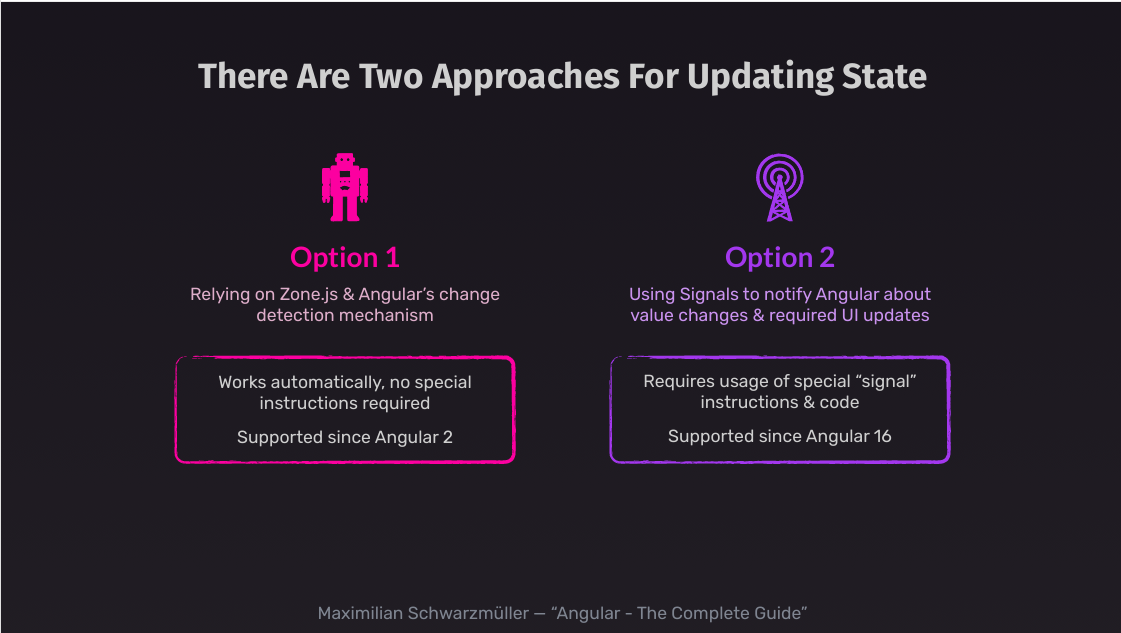 There Are Two Approaches For Updating State
Option 1
Relying on Zone.js & Angular’s change
detection mechanism
Works automatically, no special
instructions required
Supported since Angular 2
Option 2
Using Signals to notify Angular about
value changes & required UI updates
Requires usage of special “signal”
instructions & code
Supported since Angular 16
Maximilian Schwarzmüller — “Angular - The Complete Guide”